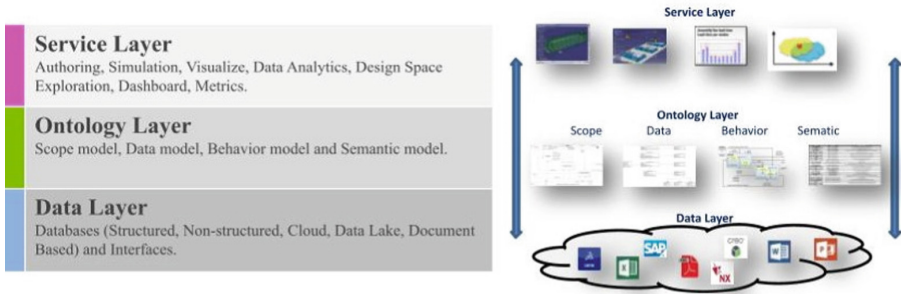 Service Layer
Authoring, Simulation, Visualize, Data Analytics, Design Space
Exploration, Dashboard, Metrics.
Ontology Layer
Scope model, Data model, Behavior model and Semantic model.
Data Layer
Databases (Structured, Non-structured, Cloud, Data Lake, Document
Based) and Interfaces.
Service Layer
Ontology Layer
Scope
Data
Behavior
Sematic
Data Layer
SAP
NX